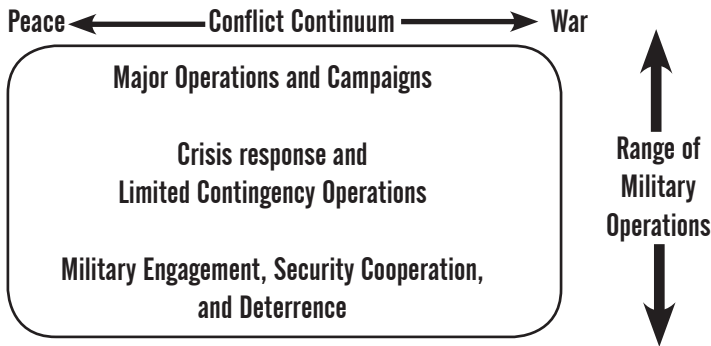 Peace Conflict Continuum War
Major Operations and Campaigns
Crisis response and
Limited Contingency Operations
Military Engagement, Security Cooperation,
and Deterrence
Range of
Military
Operations